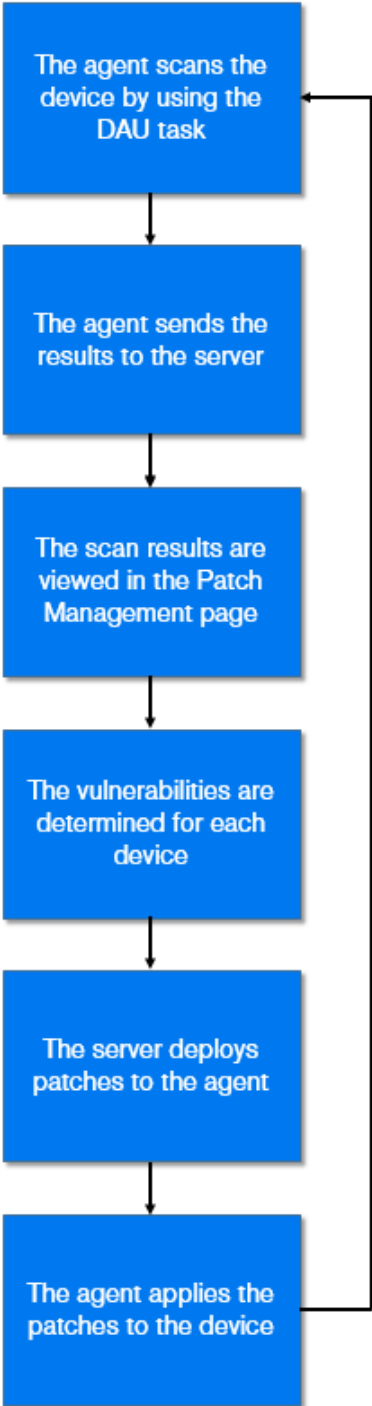 The agent scans the
device by using the
DAU task
The agent sends the
results to the server
The scan results are
viewed in the Patch
Management page
The vulnerabilities are
determined for each
device
The server deploys
patches to the agent
The agent applies the
patches to the device